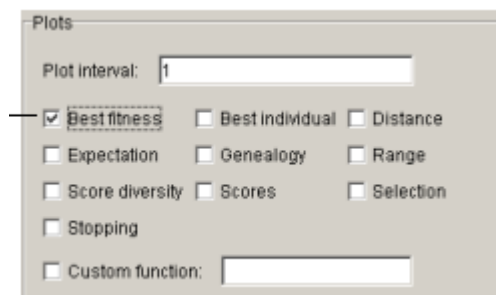 Plots
Plot interval: 1
Best fitness Best individual Distance
Expectation Genealogy Range
Score diversity Scores Selection
Stopping
Custom function: